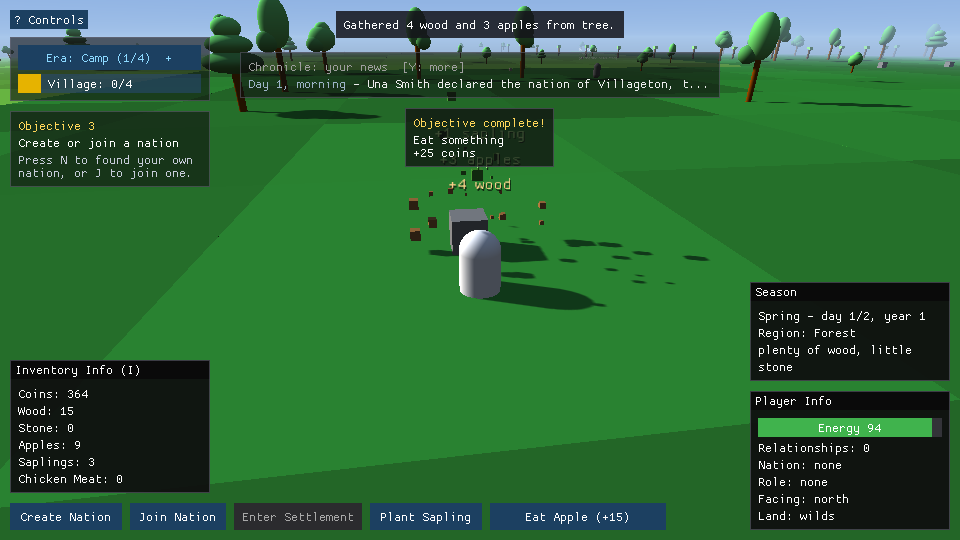 ? Controls
Gathered 4 wood and 3 apples from tree.
Era: Camp (1/4)  +
Village: 0/4
Chronicle: your news  [Y: more]
Day 1, morning – Una Smith declared the nation of Villageton, t...
Objective 3
Create or join a nation
Press N to found your own
nation, or J to join one.
Objective complete!
Eat something
+25 coins
sapling
apples
+4 wood
Season
Spring – day 1/2, year 1
Region: Forest
plenty of wood, little
stone
Inventory Info (I)
Coins: 364
Wood: 15
Stone: 0
Apples: 9
Saplings: 3
Chicken Meat: 0
Player Info
Energy 94
Relationships: 0
Nation: none
Role: none
Facing: north
Land: wilds
Create Nation
Join Nation
Enter Settlement
Plant Sapling
Eat Apple (+15)